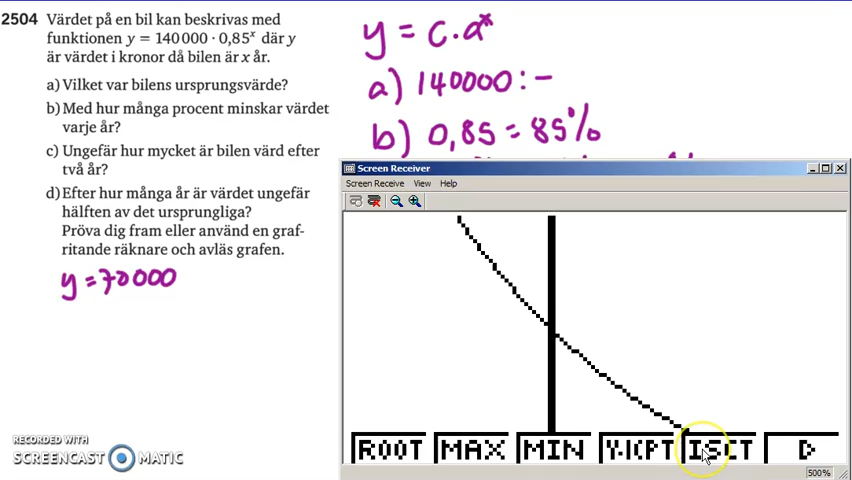 2504 Värdet på en bil kan beskrivas med
funktionen y = 140 000 · 0,85ˣ där y
är värdet i kronor då bilen är x år.
a) Vilket var bilens ursprungsvärde?
b) Med hur många procent minskar värdet
varje år?
c) Ungefär hur mycket är bilen värd efter
två år?
d) Efter hur många år är värdet ungefär
hälften av det ursprungliga?
Pröva dig fram eller använd en graf-
ritande räknare och avläs grafen.
y = 70000
y = C · aˣ
a) 140000:-
b) 0,85 = 85%
Screen Receiver
Screen Receive View Help
ROOT MAX MIN Y-ICPT ISCT
500%
RECORDED WITH
SCREENCAST MATIC